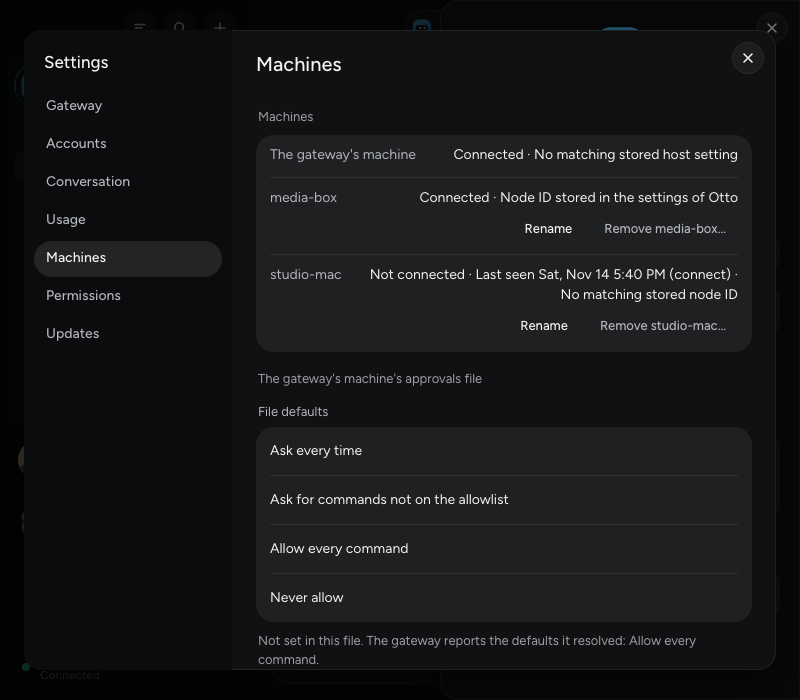 Settings
Gateway
Accounts
Conversation
Usage
Machines
Permissions
Updates
Machines
Machines
The gateway's machine
Connected · No matching stored host setting
media-box
Connected · Node ID stored in the settings of Otto
Rename
Remove media-box...
studio-mac
Not connected · Last seen Sat, Nov 14 5:40 PM (connect) ·
No matching stored node ID
Rename
Remove studio-mac...
The gateway's machine's approvals file
File defaults
Ask every time
Ask for commands not on the allowlist
Allow every command
Never allow
Not set in this file. The gateway reports the defaults it resolved: Allow every
command.
Connected